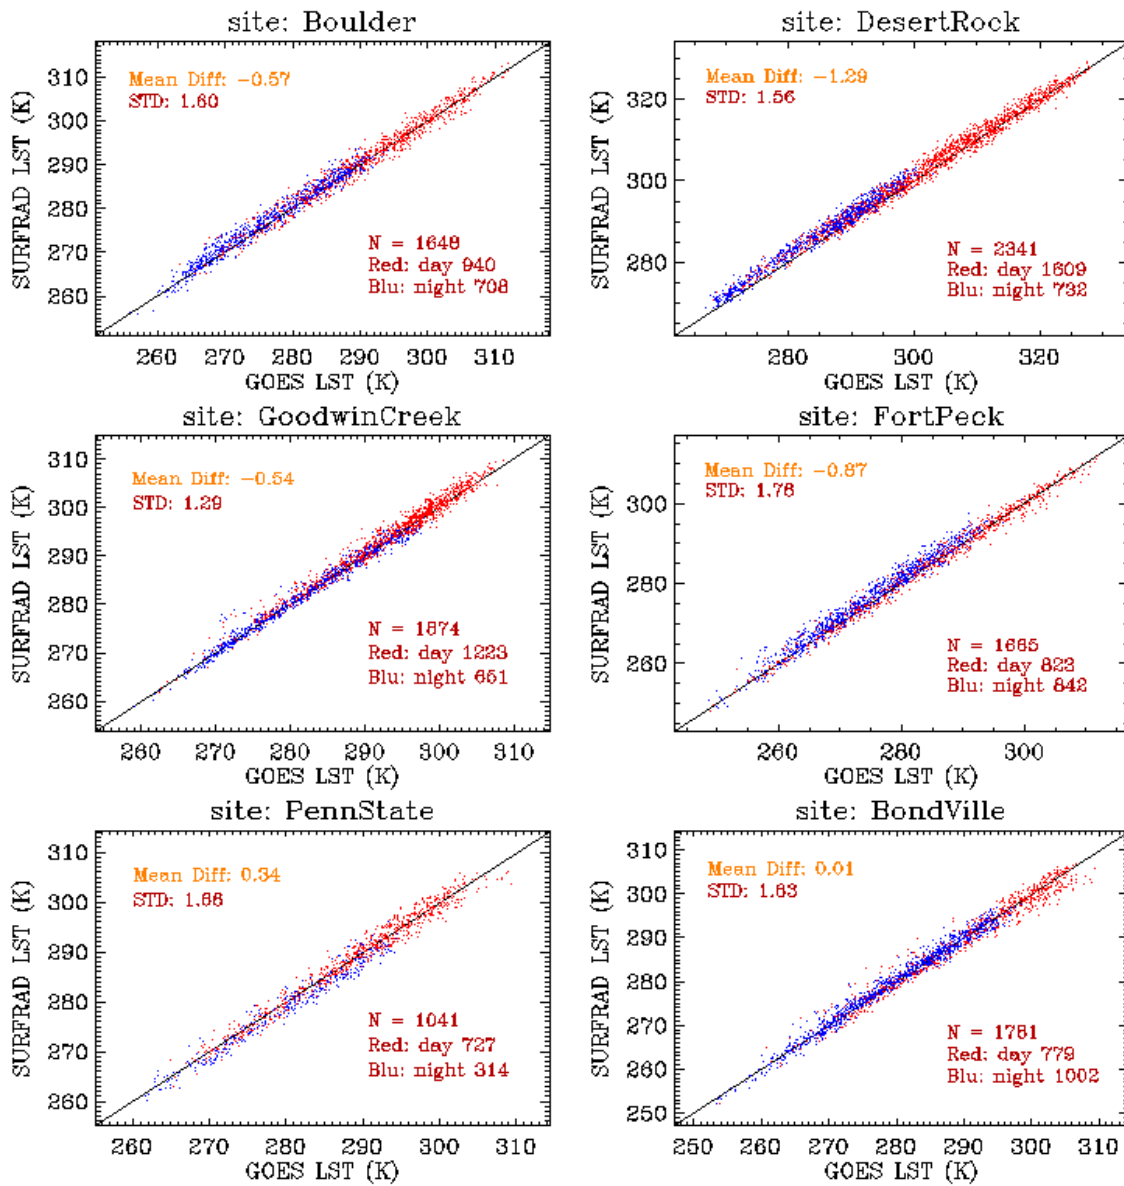 site: Boulder
Mean Diff: -0.57
STD: 1.60
N = 1648
Red: day 940
Blu: night 708
SURFRAD LST (K)
310
300
290
280
270
260
260 270 280 290 300 310
GOES LST (K)
site: DesertRock
Mean Diff: -1.29
STD: 1.56
N = 2341
Red: day 1609
Blu: night 732
SURFRAD LST (K)
320
300
280
280 300 320
GOES LST (K)
site: GoodwinCreek
Mean Diff: -0.54
STD: 1.29
N = 1874
Red: day 1223
Blu: night 651
SURFRAD LST (K)
310
300
290
280
270
260
260 270 280 290 300 310
GOES LST (K)
site: FortPeck
Mean Diff: -0.87
STD: 1.78
N = 1665
Red: day 823
Blu: night 842
SURFRAD LST (K)
300
280
260
260 280 300
GOES LST (K)
site: PennState
Mean Diff: 0.34
STD: 1.66
N = 1041
Red: day 727
Blu: night 314
SURFRAD LST (K)
310
300
290
280
270
260
260 270 280 290 300 310
GOES LST (K)
site: BondVille
Mean Diff: 0.01
STD: 1.63
N = 1781
Red: day 779
Blu: night 1002
SURFRAD LST (K)
310
300
290
280
270
260
250
250 260 270 280 290 300 310
GOES LST (K)